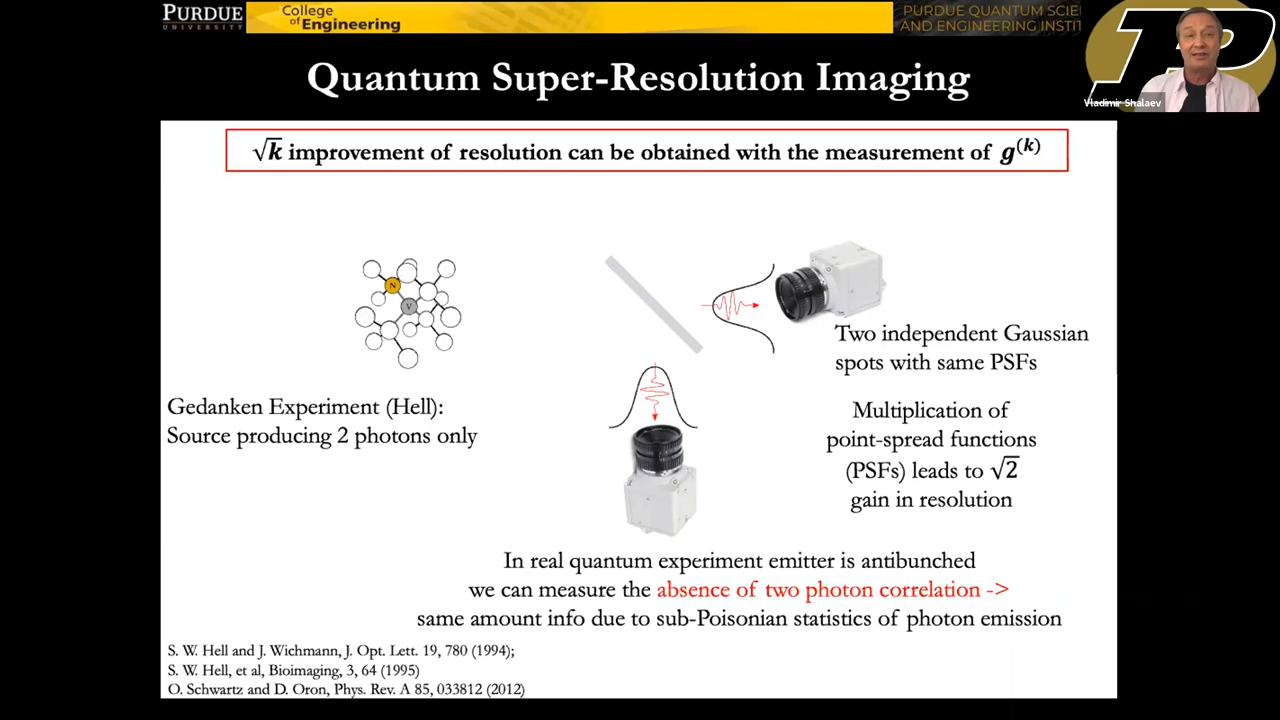 PURDUE
UNIVERSITY
College
of Engineering
PURDUE QUANTUM SCIE
AND ENGINEERING INSTIT
Vladimir Shalaev
Quantum Super-Resolution Imaging
√k improvement of resolution can be obtained with the measurement of g⁽ᵏ⁾
N
V
Gedanken Experiment (Hell):
Source producing 2 photons only
Two independent Gaussian
spots with same PSFs
Multiplication of
point-spread functions
(PSFs) leads to √2
gain in resolution
In real quantum experiment emitter is antibunched
we can measure the absence of two photon correlation ->
same amount info due to sub-Poisonian statistics of photon emission
S. W. Hell and J. Wichmann, J. Opt. Lett. 19, 780 (1994);
S. W. Hell, et al, Bioimaging, 3, 64 (1995)
O. Schwartz and D. Oron, Phys. Rev. A 85, 033812 (2012)